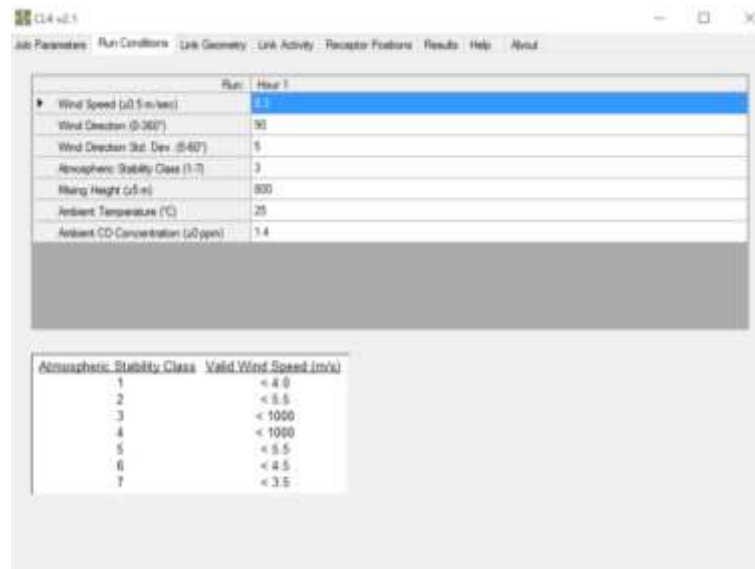 CL4 v2.1
Job Parameters Run Conditions Link Geometry Link Activity Receptor Positions Results Help About
Run: Hour 1
Wind Speed (≥0.5 m/sec)
Wind Direction (0-360°) 90
Wind Direction Std. Dev. (5-60°) 5
Atmospheric Stability Class (1-7) 3
Mixing Height (≥5 m) 800
Ambient Temperature (°C) 25
Ambient CO Concentration (≥0 ppm) 1.4
Atmospheric Stability Class Valid Wind Speed (m/s)
1 < 4.0
2 < 5.5
3 < 1000
4 < 1000
5 < 5.5
6 < 4.5
7 < 3.5